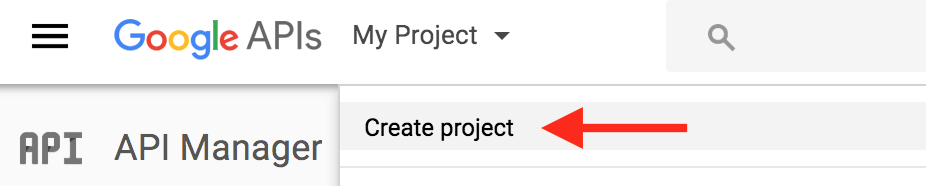 Google APIs My Project
Create project
API API Manager